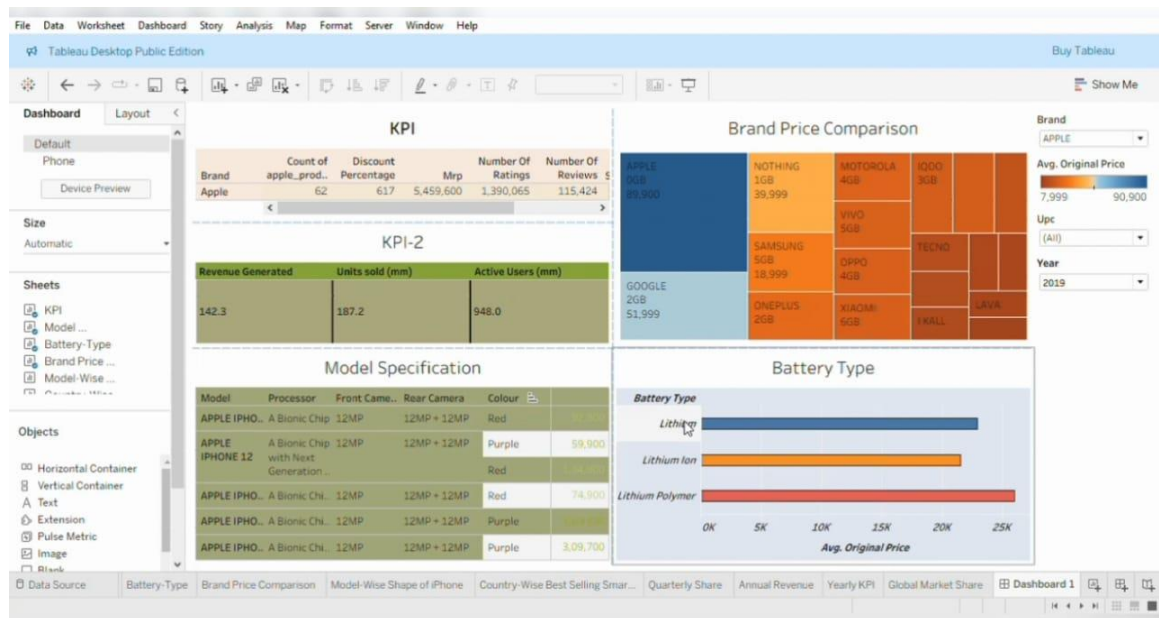 File Data Worksheet Dashboard Story Analysis Map Format Server Window Help
Tableau Desktop Public Edition Buy Tableau
Show Me
Dashboard Layout
Default
Phone
Device Preview
Size
Automatic
Sheets
KPI
Model ...
Battery-Type
Brand Price ...
Model-Wise ...
Objects
Horizontal Container
Vertical Container
Text
Extension
Pulse Metric
Image
Blank
KPI
Brand Count of apple_prod.. Discount Percentage Mrp Number Of Ratings Number Of Reviews S
Apple 62 617 5,459,600 1,390,065 115,424
KPI-2
Revenue Generated Units sold (mm) Active Users (mm)
142.3 187.2 948.0
Model Specification
Model Processor Front Came.. Rear Camera Colour
APPLE IPHO.. A Bionic Chip 12MP 12MP + 12MP Red
APPLE IPHONE 12 A Bionic Chip with Next Generation .. 12MP 12MP + 12MP Purple 59,900
Red
APPLE IPHO.. A Bionic Chi.. 12MP 12MP + 12MP Red 74,900
APPLE IPHO.. A Bionic Chi.. 12MP 12MP + 12MP Purple
APPLE IPHO.. A Bionic Chi.. 12MP 12MP + 12MP Purple 3,09,700
Brand Price Comparison
APPLE
0GB
89,900
GOOGLE
2GB
51,999
NOTHING
1GB
39,999
SAMSUNG
5GB
18,999
ONEPLUS
2GB
MOTOROLA
4GB
VIVO
5GB
OPPO
4GB
XIAOMI
6GB
IQOO
3GB
TECNO
I KALL
LAVA
Battery Type
Battery Type
Lithium
Lithium Ion
Lithium Polymer
0K 5K 10K 15K 20K 25K
Avg. Original Price
Brand
APPLE
Avg. Original Price
7,999 90,900
Upc
(All)
Year
2019
Data Source Battery-Type Brand Price Comparison Model-Wise Shape of iPhone Country-Wise Best Selling Smar... Quarterly Share Annual Revenue Yearly KPI Global Market Share Dashboard 1